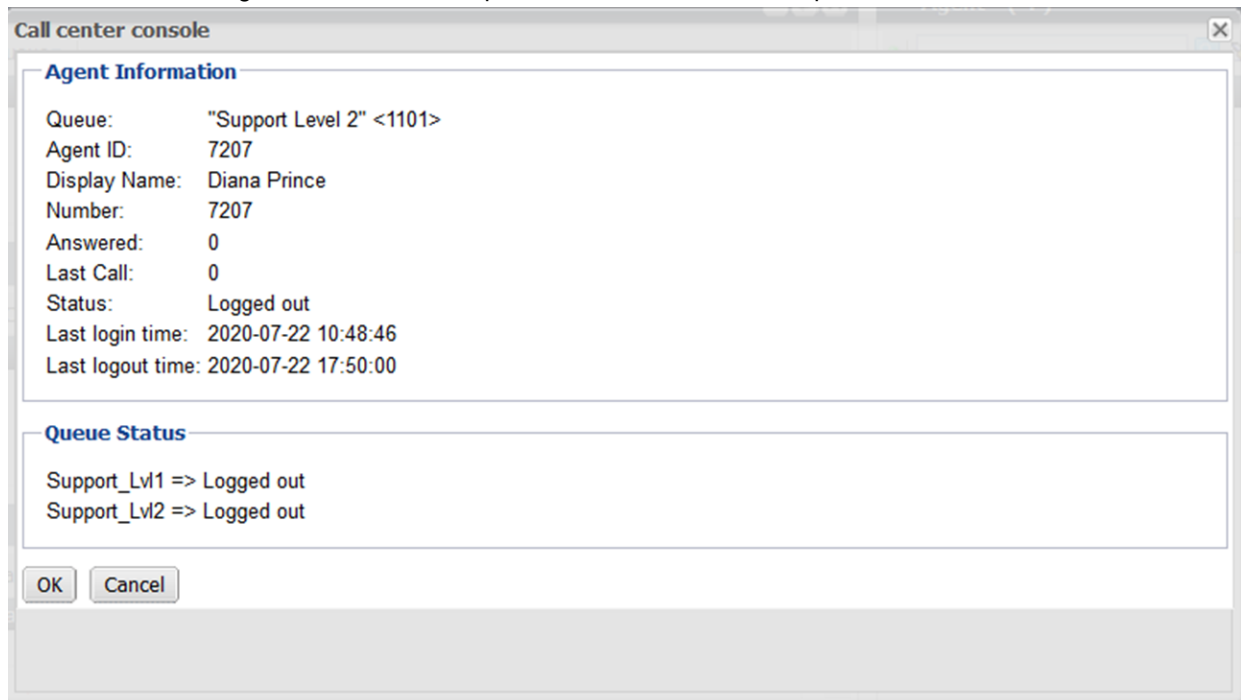 Call center console
Agent Information
Queue: "Support Level 2" <1101>
Agent ID: 7207
Display Name: Diana Prince
Number: 7207
Answered: 0
Last Call: 0
Status: Logged out
Last login time: 2020-07-22 10:48:46
Last logout time: 2020-07-22 17:50:00
Queue Status
Support_Lvl1 => Logged out
Support_Lvl2 => Logged out
OK Cancel